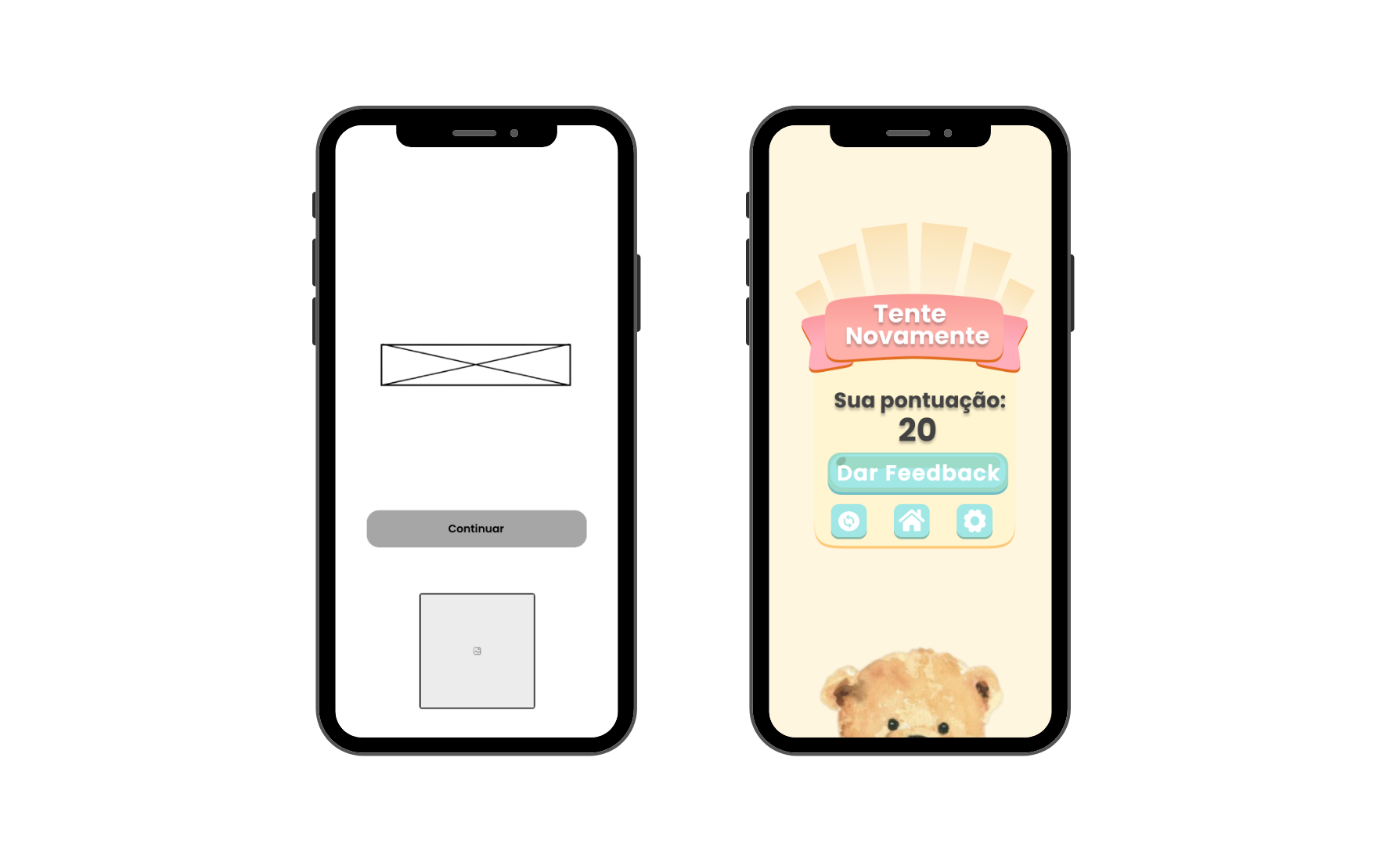 Continuar
Tente
Novamente
Sua pontuação:
20
Dar Feedback